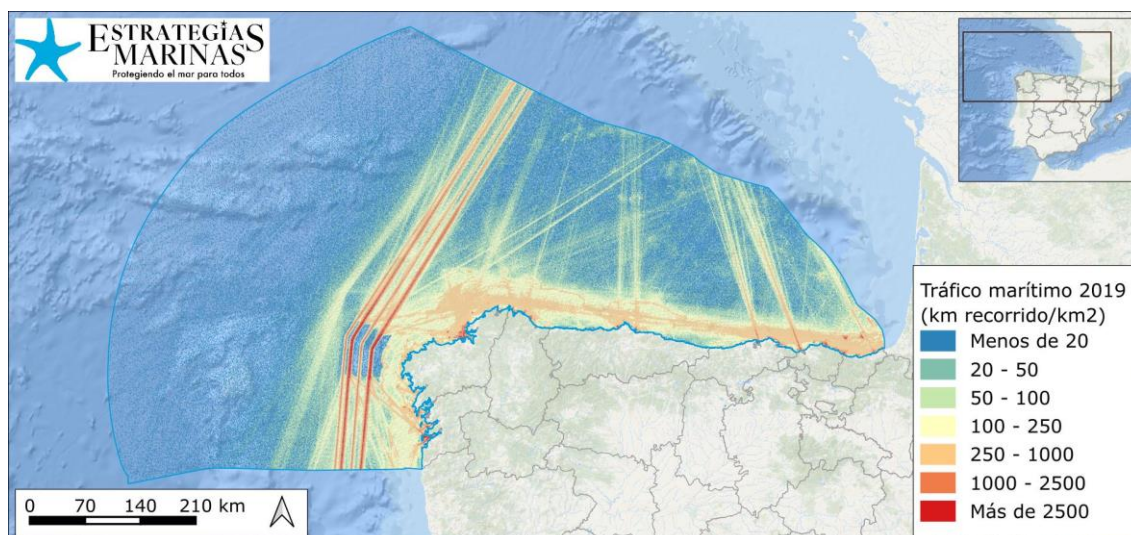 ESTRATEGIAS
MARINAS
Protegiendo el mar para todos
Tráfico marítimo 2019
(km recorrido/km2)
Menos de 20
20 - 50
50 - 100
100 - 250
250 - 1000
1000 - 2500
Más de 2500
0 70 140 210 km